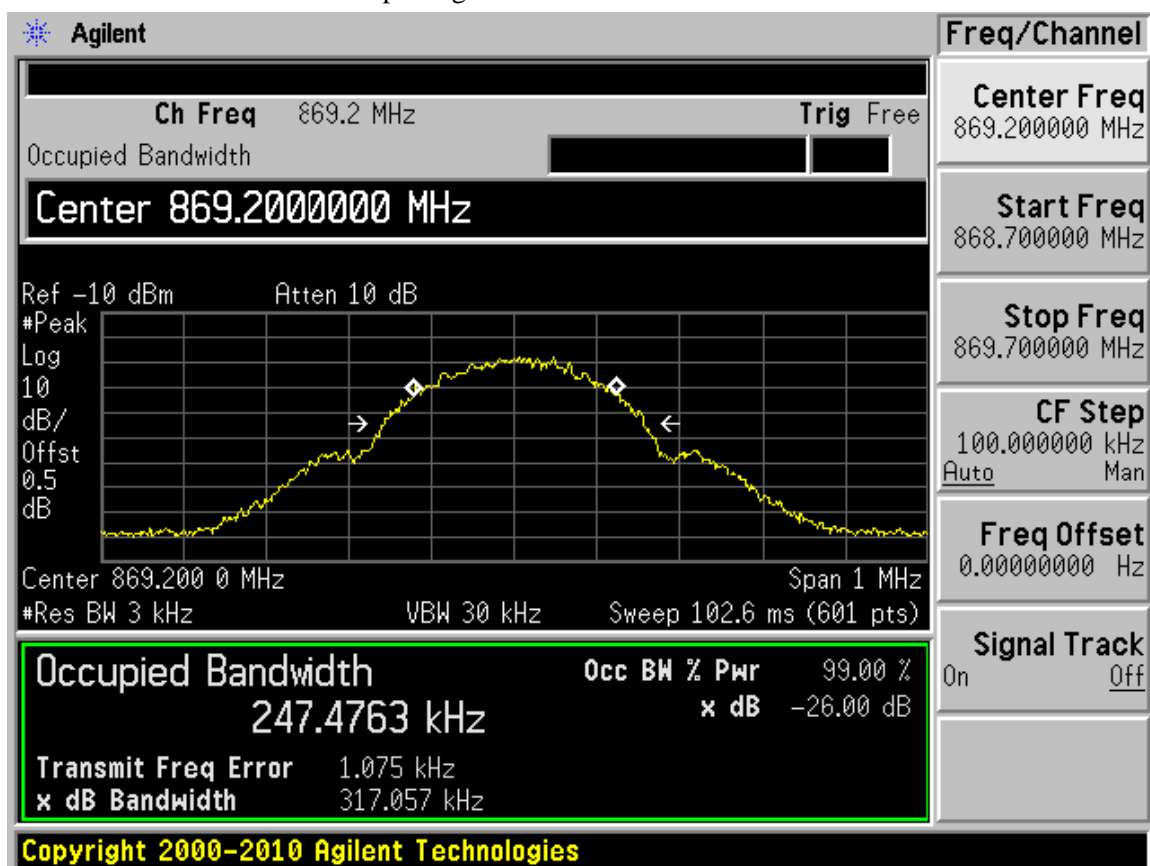 Agilent
Freq/Channel
Ch Freq 869.2 MHz Trig Free
Occupied Bandwidth
Center 869.2000000 MHz
Ref -10 dBm Atten 10 dB
#Peak
Log
10
dB/
Offst
0.5
dB
Center 869.200 0 MHz Span 1 MHz
#Res BW 3 kHz VBW 30 kHz Sweep 102.6 ms (601 pts)
Occupied Bandwidth
247.4763 kHz
Occ BW % Pwr 99.00 %
x dB -26.00 dB
Transmit Freq Error 1.075 kHz
x dB Bandwidth 317.057 kHz
Center Freq
869.200000 MHz
Start Freq
868.700000 MHz
Stop Freq
869.700000 MHz
CF Step
100.000000 kHz
Auto Man
Freq Offset
0.00000000 Hz
Signal Track
On Off
Copyright 2000-2010 Agilent Technologies